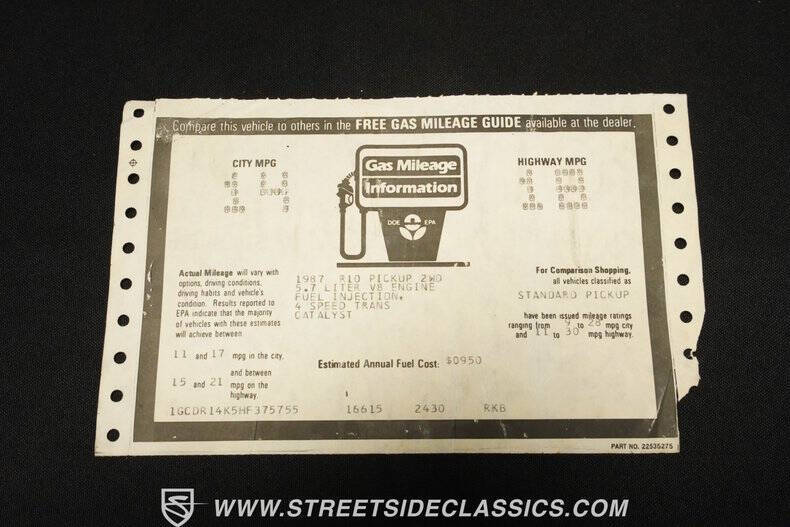 Compare this vehicle to others in the FREE GAS MILEAGE GUIDE available at the dealer.
CITY MPG
14
Gas Mileage
Information
DOE EPA
HIGHWAY MPG
18
Actual Mileage will vary with
options, driving conditions,
driving habits and vehicle's
condition. Results reported to
EPA indicate that the majority
of vehicles with these estimates
will achieve between
11 and 17 mpg in the city,
and between
15 and 21 mpg on the
highway.
1987 R10 PICKUP 2WD
5.7 LITER V8 ENGINE
FUEL INJECTION,
4 SPEED TRANS
CATALYST
Estimated Annual Fuel Cost: $0950
For Comparison Shopping,
all vehicles classified as
STANDARD PICKUP
have been issued mileage ratings
ranging from 9 to 28 mpg city
and 11 to 30 mpg highway.
1GCDR14K5HF375755 16615 2430 RKB
PART NO. 22535275
WWW.STREETSIDECLASSICS.COM